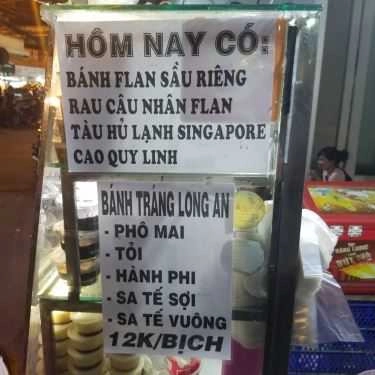 HÔM NAY CÓ:
BÁNH FLAN SẦU RIÊNG
RAU CÂU NHÂN FLAN
TÀU HỦ LẠNH SINGAPORE
CAO QUY LINH
BÁNH TRÁNG LONG AN
- PHÔ MAI
- TỎI
- HÀNH PHI
- SA TẾ SỢI
- SA TẾ VUÔNG
12K/BỊCH